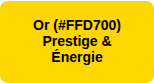 Or (#FFD700)
Prestige &
Énergie